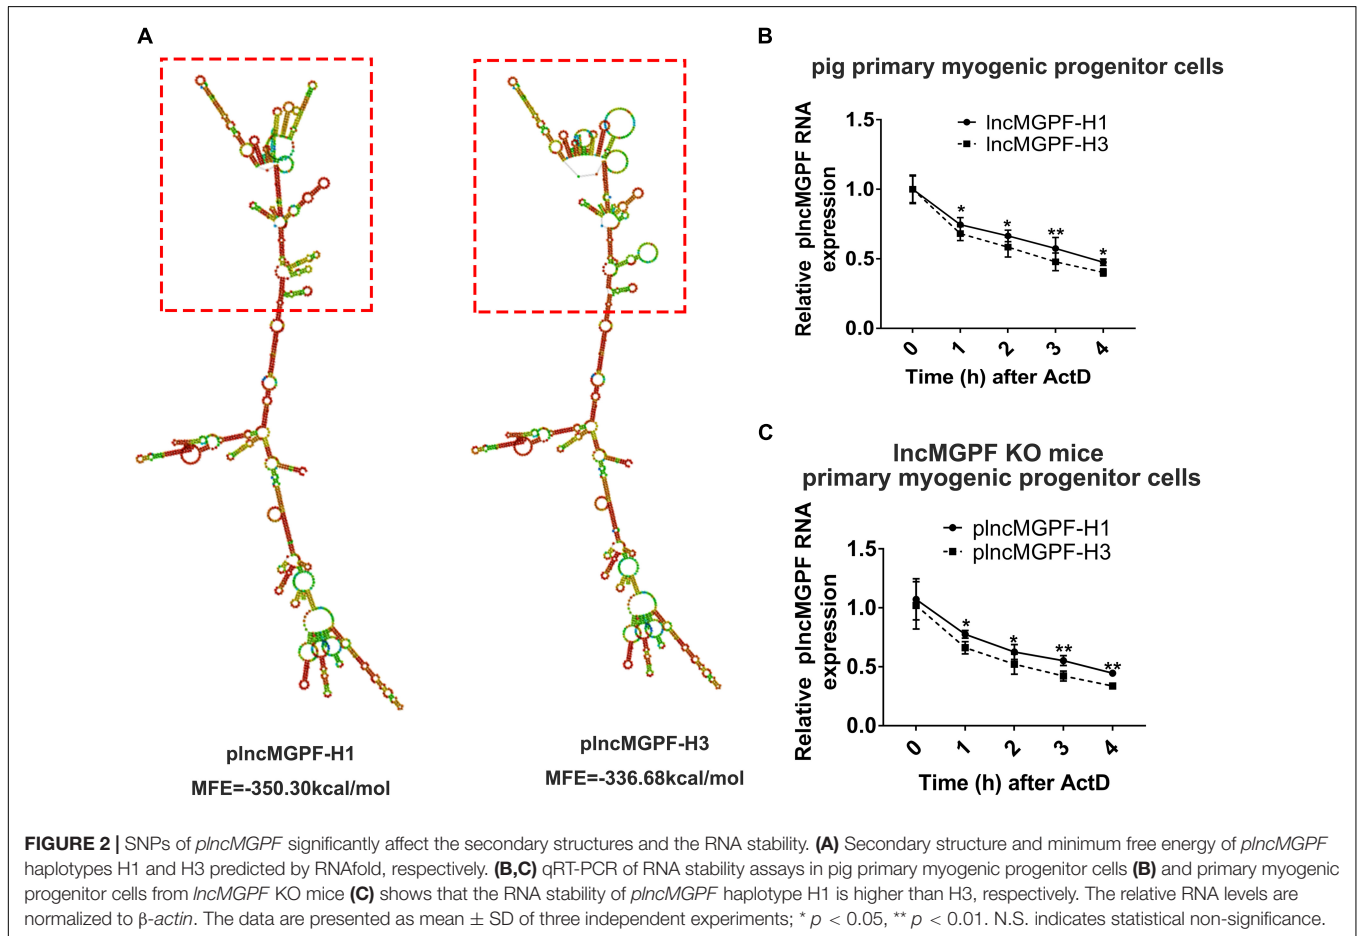 A
plncMGPF-H1
MFE=-350.30kcal/mol
plncMGPF-H3
MFE=-336.68kcal/mol
B
pig primary myogenic progenitor cells
Relative plncMGPF RNA
expression
1.5
1.0
0.5
0.0
lncMGPF-H1
lncMGPF-H3
*
*
**
*
0
1
2
3
4
Time (h) after ActD
C
lncMGPF KO mice
primary myogenic progenitor cells
Relative plncMGPF RNA
expression
1.5
1.0
0.5
0.0
plncMGPF-H1
plncMGPF-H3
*
*
**
**
0
1
2
3
4
Time (h) after ActD
FIGURE 2 | SNPs of plncMGPF significantly affect the secondary structures and the RNA stability. (A) Secondary structure and minimum free energy of plncMGPF
haplotypes H1 and H3 predicted by RNAfold, respectively. (B,C) qRT-PCR of RNA stability assays in pig primary myogenic progenitor cells (B) and primary myogenic
progenitor cells from lncMGPF KO mice (C) shows that the RNA stability of plncMGPF haplotype H1 is higher than H3, respectively. The relative RNA levels are
normalized to β-actin. The data are presented as mean ± SD of three independent experiments; * p < 0.05, ** p < 0.01. N.S. indicates statistical non-significance.